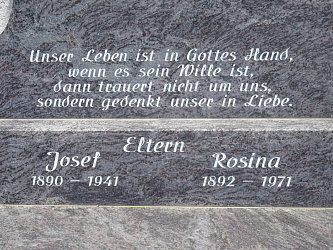 Unser Leben ist in Gottes Hand,
wenn es sein Wille ist,
dann trauert nicht um uns,
sondern gedenkt unser in Liebe.
Eltern
Josef Rosina
1890 – 1941 1892 – 1971